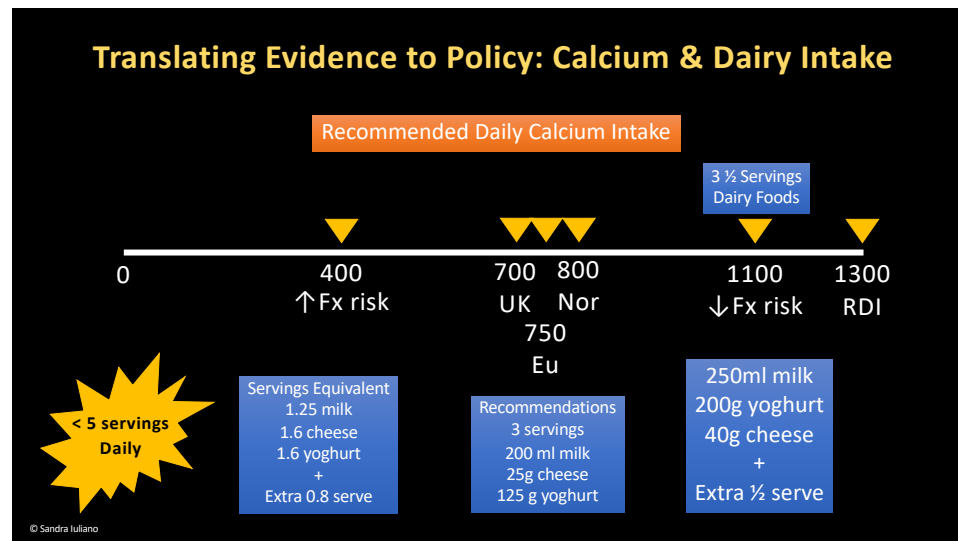 Translating Evidence to Policy: Calcium & Dairy Intake
Recommended Daily Calcium Intake
3 ½ Servings
Dairy Foods
0
400
↑Fx risk
700
UK
750
Eu
800
Nor
1100
↓Fx risk
1300
RDI
< 5 servings
Daily
Servings Equivalent
1.25 milk
1.6 cheese
1.6 yoghurt
+
Extra 0.8 serve
Recommendations
3 servings
200 ml milk
25g cheese
125 g yoghurt
250ml milk
200g yoghurt
40g cheese
+
Extra ½ serve
© Sandra Iuliano